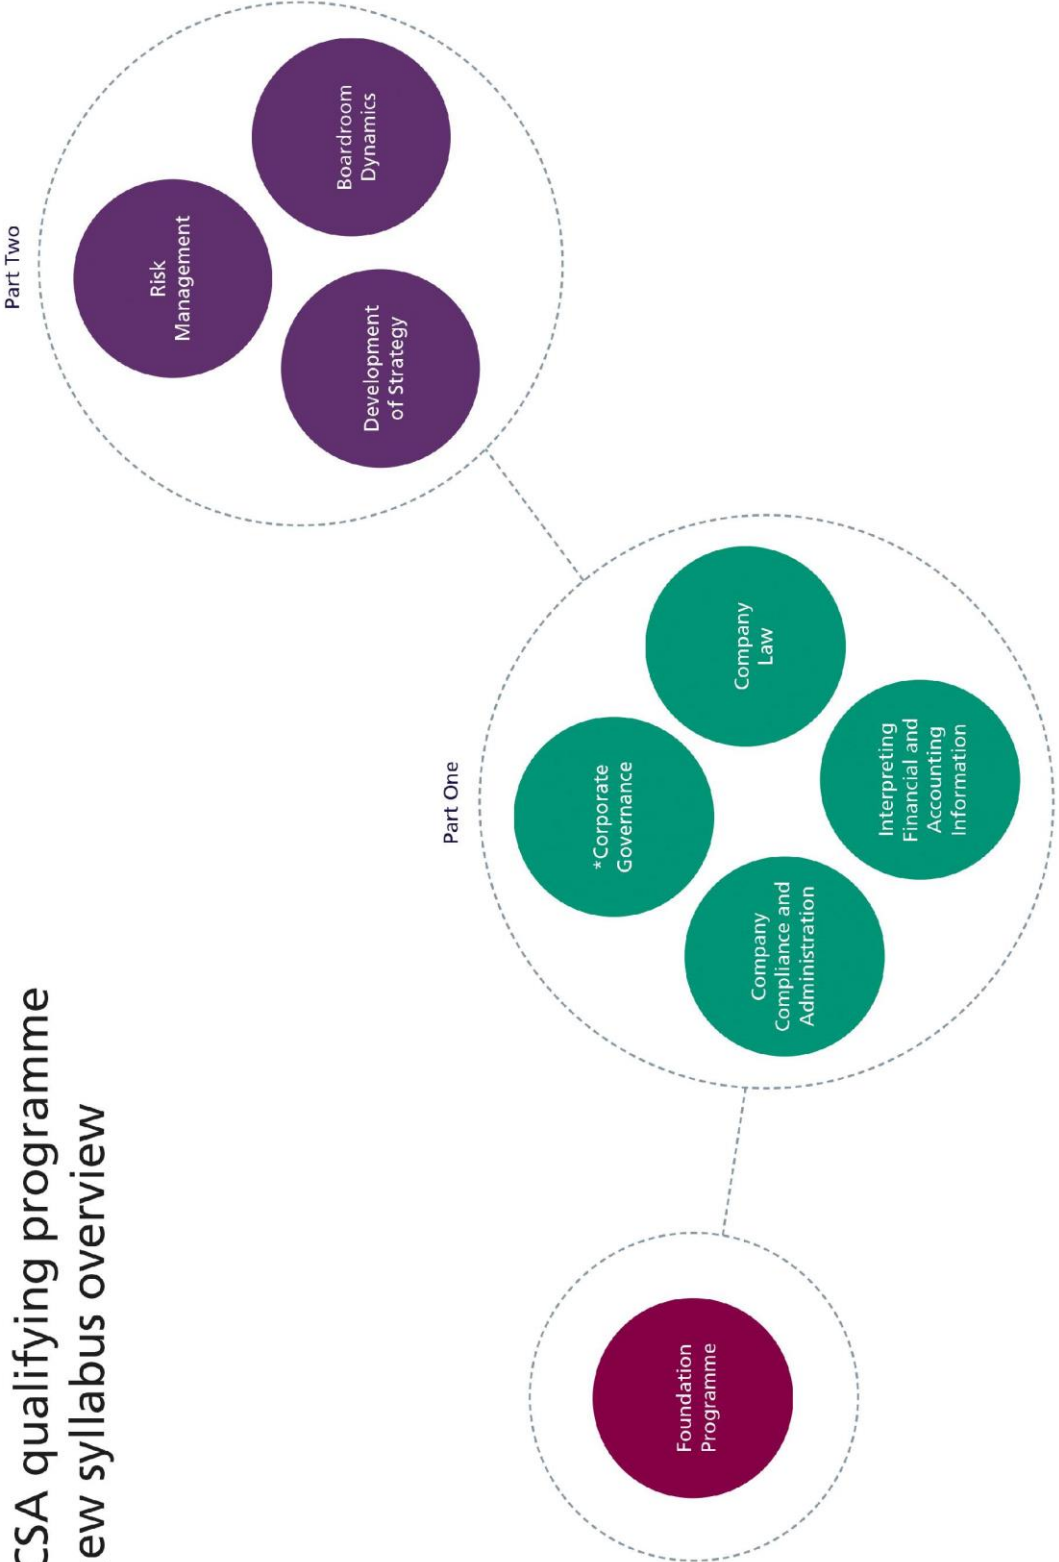 CSA qualifying programme
ew syllabus overview
Part Two
Risk
Management
Boardroom
Dynamics
Development
of Strategy
Part One
*Corporate
Governance
Company
Law
Company
Compliance and
Administration
Interpreting
Financial and
Accounting
Information
Foundation
Programme